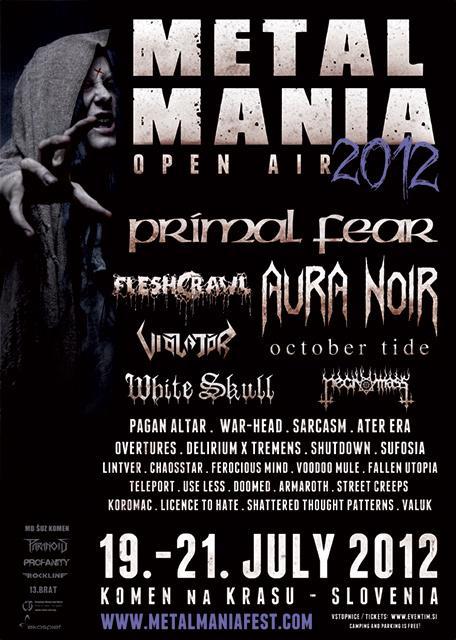 METAL
MANIA
OPEN AIR 2012
primal fear
FLESHCRAWL
AURA NOIR
VIOLATOR
october tide
White Skull
NECROMASS
PAGAN ALTAR . WAR-HEAD . SARCASM . ATER ERA
OVERTURES . DELIRIUM X TREMENS . SHUTDOWN . SUFOSIA
LINTVER . CHAOSSTAR . FEROCIOUS MIND . VOODOO MULE . FALLEN UTOPIA
TELEPORT . USE LESS . DOOMED . ARMAROTH . STREET CREEPS
KOROMAC . LICENCE TO HATE . SHATTERED THOUGHT PATTERNS . VALUK
MD ŠUZ KOMEN
PARANOID
PROFANITY
"ROCKLINE"
13.BRAT
ekospiet
19.-21. JULY 2012
KOMEN NA KRASU - SLOVENIA
WWW.METALMANIAFEST.COM
VSTOPNICE / TICKETS: WWW.EVENTIM.SI
CAMPING AND PARKING IS FREE!